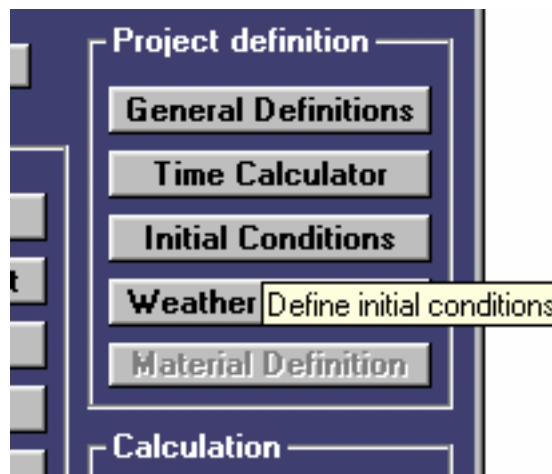 Project definition
General Definitions
Time Calculator
Initial Conditions
Weather
Define initial conditions
Material Definition
t
Calculation